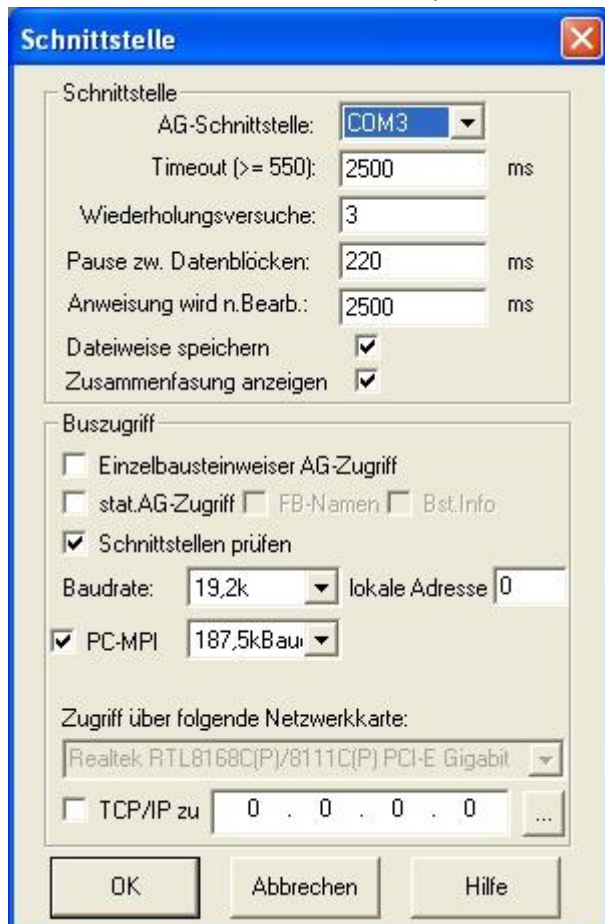 Schnittstelle
Schnittstelle
AG-Schnittstelle: COM3
Timeout (>= 550): 2500 ms
Wiederholungsversuche: 3
Pause zw. Datenblöcken: 220 ms
Anweisung wird n.Bearb.: 2500 ms
Dateiweise speichern
Zusammenfasung anzeigen
Buszugriff
Einzelbausteinweiser AG-Zugriff
stat.AG-Zugriff FB-Namen Bst.Info
Schnittstellen prüfen
Baudrate: 19,2k lokale Adresse 0
PC-MPI 187,5kBau
Zugriff über folgende Netzwerkkarte:
Realtek RTL8168C(P)/8111C(P) PCI-E Gigabit
TCP/IP zu 0 . 0 . 0 . 0 ...
OK Abbrechen Hilfe